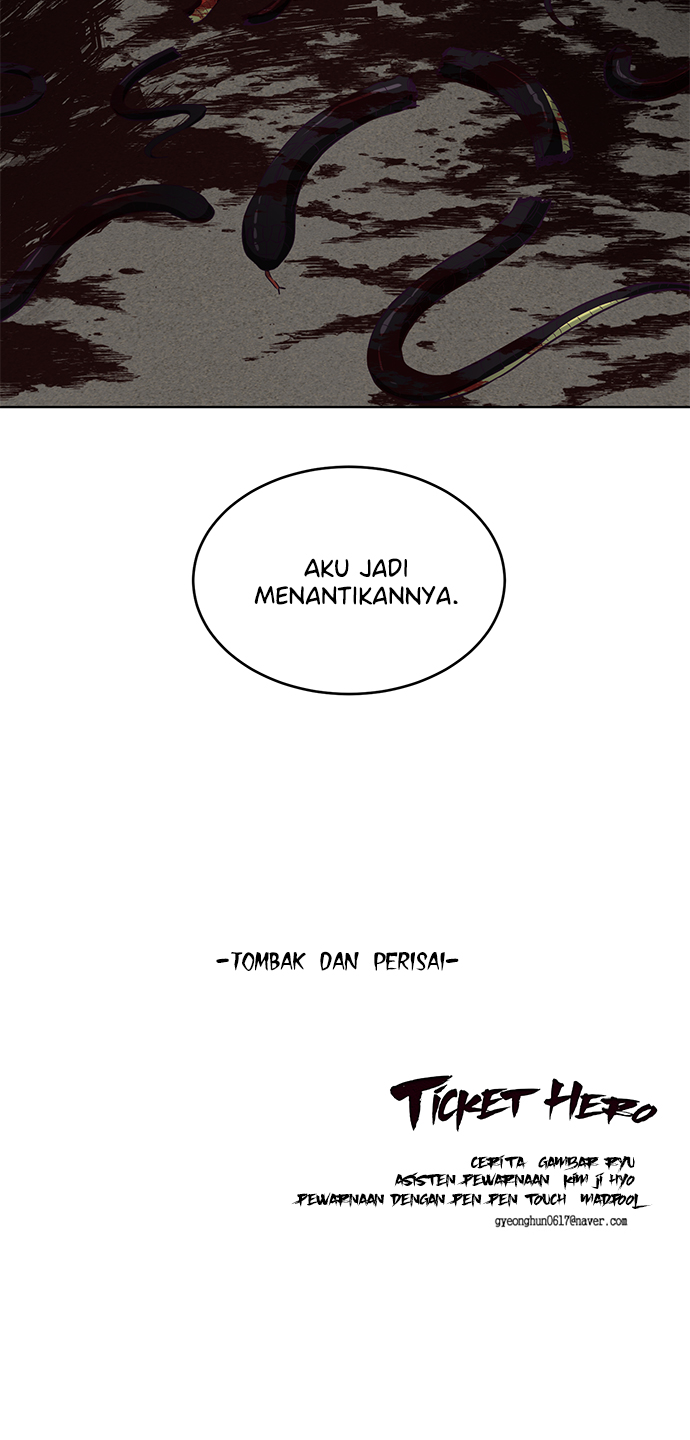 AKU JADI
MENANTIKANNYA.
-TOMBAK DAN PERISAI-
TICKET HERO
CERITA GAMBAR RYU
ASISTEN PEWARNAAN KIM JI HYO
PEWARNAAN DENGAN PEN PEN TOUCH MADPOOL
gyeonghun0617@naver.com